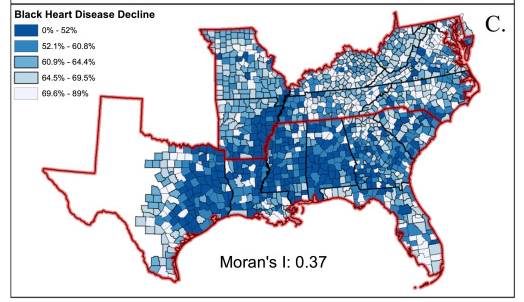 Black Heart Disease Decline
C.
0% - 52%
52.1% - 60.8%
60.9% - 64.4%
64.5% - 69.5%
69.6% - 89%
Moran's I: 0.37